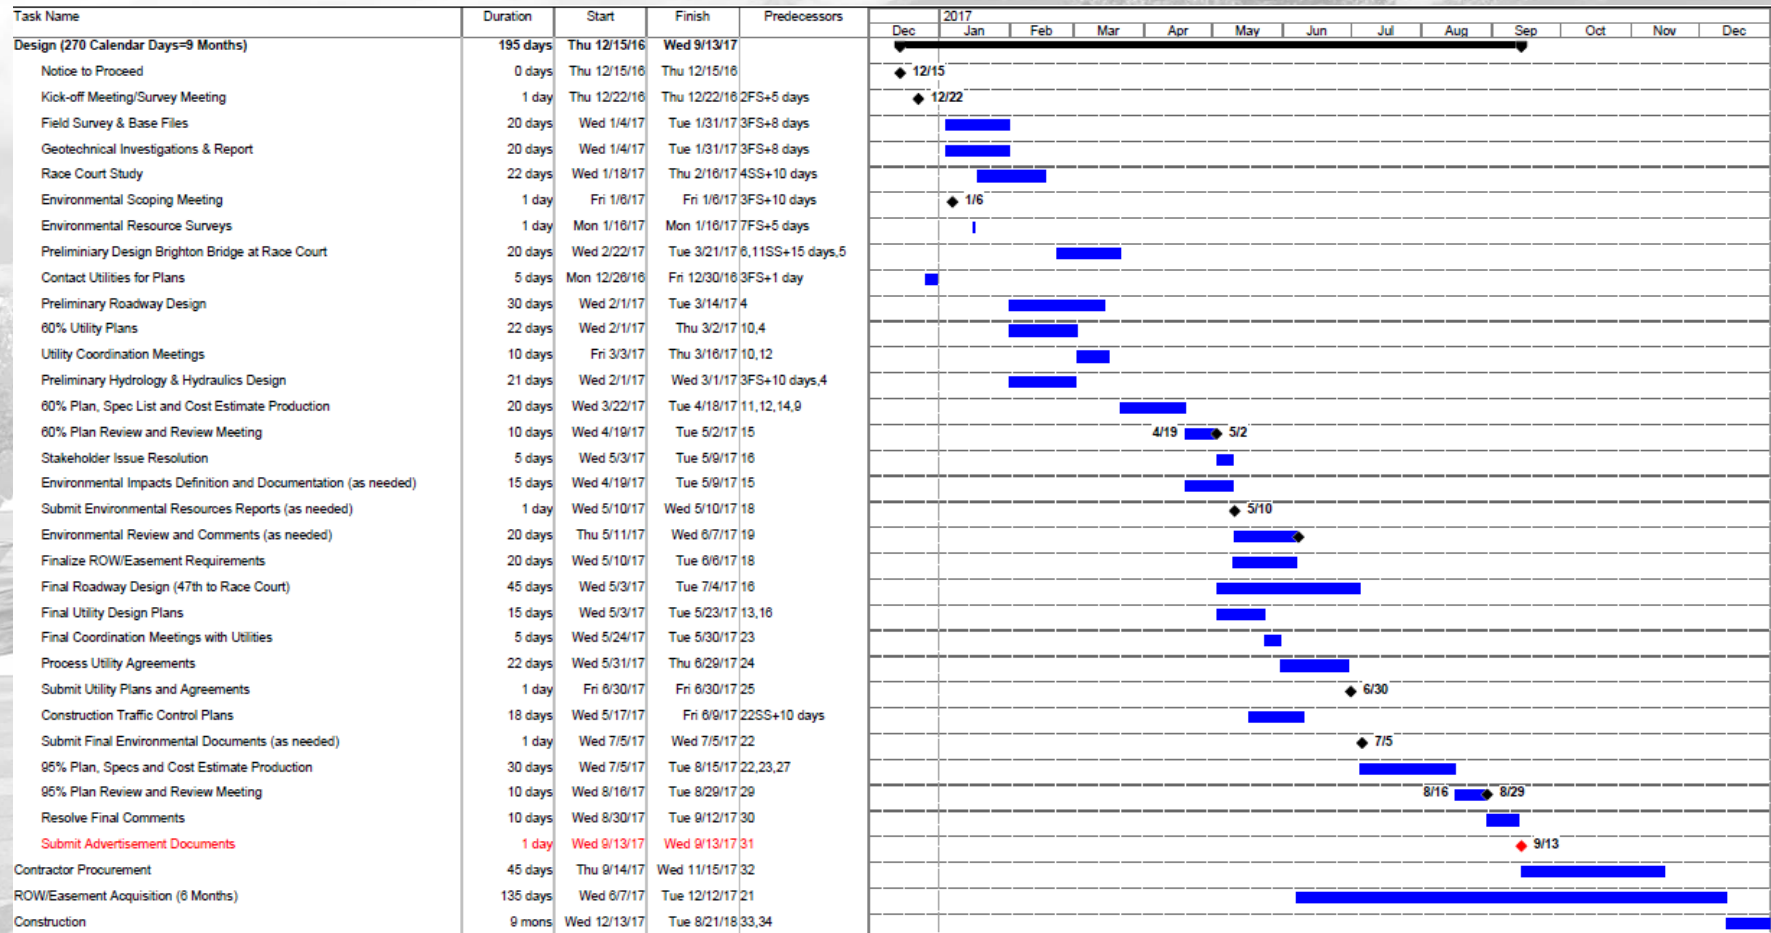 Task Name Duration Start Finish Predecessors 2017
Dec Jan Feb Mar Apr May Jun Jul Aug Sep Oct Nov Dec
Design (270 Calendar Days=9 Months) 195 days Thu 12/15/16 Wed 9/13/17
Notice to Proceed 0 days Thu 12/15/16 Thu 12/15/16 12/15
Kick-off Meeting/Survey Meeting 1 day Thu 12/22/16 Thu 12/22/16 2FS+5 days 12/22
Field Survey & Base Files 20 days Wed 1/4/17 Tue 1/31/17 3FS+8 days
Geotechnical Investigations & Report 20 days Wed 1/4/17 Tue 1/31/17 3FS+8 days
Race Court Study 22 days Wed 1/18/17 Thu 2/16/17 4SS+10 days
Environmental Scoping Meeting 1 day Fri 1/6/17 Fri 1/6/17 3FS+10 days 1/6
Environmental Resource Surveys 1 day Mon 1/16/17 Mon 1/16/17 7FS+5 days
Preliminiary Design Brighton Bridge at Race Court 20 days Wed 2/22/17 Tue 3/21/17 6,11SS+15 days,5
Contact Utilities for Plans 5 days Mon 12/26/16 Fri 12/30/16 3FS+1 day
Preliminary Roadway Design 30 days Wed 2/1/17 Tue 3/14/17 4
60% Utility Plans 22 days Wed 2/1/17 Thu 3/2/17 10,4
Utility Coordination Meetings 10 days Fri 3/3/17 Thu 3/16/17 10,12
Preliminary Hydrology & Hydraulics Design 21 days Wed 2/1/17 Wed 3/1/17 3FS+10 days,4
60% Plan, Spec List and Cost Estimate Production 20 days Wed 3/22/17 Tue 4/18/17 11,12,14,9
60% Plan Review and Review Meeting 10 days Wed 4/19/17 Tue 5/2/17 15 4/19 5/2
Stakeholder Issue Resolution 5 days Wed 5/3/17 Tue 5/9/17 16
Environmental Impacts Definition and Documentation (as needed) 15 days Wed 4/19/17 Tue 5/9/17 15
Submit Environmental Resources Reports (as needed) 1 day Wed 5/10/17 Wed 5/10/17 18 5/10
Environmental Review and Comments (as needed) 20 days Thu 5/11/17 Wed 6/7/17 19
Finalize ROW/Easement Requirements 20 days Wed 5/10/17 Tue 6/6/17 18
Final Roadway Design (47th to Race Court) 45 days Wed 5/3/17 Tue 7/4/17 16
Final Utility Design Plans 15 days Wed 5/3/17 Tue 5/23/17 13,16
Final Coordination Meetings with Utilities 5 days Wed 5/24/17 Tue 5/30/17 23
Process Utility Agreements 22 days Wed 5/31/17 Thu 6/29/17 24
Submit Utility Plans and Agreements 1 day Fri 6/30/17 Fri 6/30/17 25 6/30
Construction Traffic Control Plans 18 days Wed 5/17/17 Fri 6/9/17 22SS+10 days
Submit Final Environmental Documents (as needed) 1 day Wed 7/5/17 Wed 7/5/17 22 7/5
95% Plan, Specs and Cost Estimate Production 30 days Wed 7/5/17 Tue 8/15/17 22,23,27
95% Plan Review and Review Meeting 10 days Wed 8/16/17 Tue 8/29/17 29 8/16 8/29
Resolve Final Comments 10 days Wed 8/30/17 Tue 9/12/17 30
Submit Advertisement Documents 1 day Wed 9/13/17 Wed 9/13/17 31 9/13
Contractor Procurement 45 days Thu 9/14/17 Wed 11/15/17 32
ROW/Easement Acquisition (6 Months) 135 days Wed 6/7/17 Tue 12/12/17 21
Construction 9 mons Wed 12/13/17 Tue 8/21/18 33,34